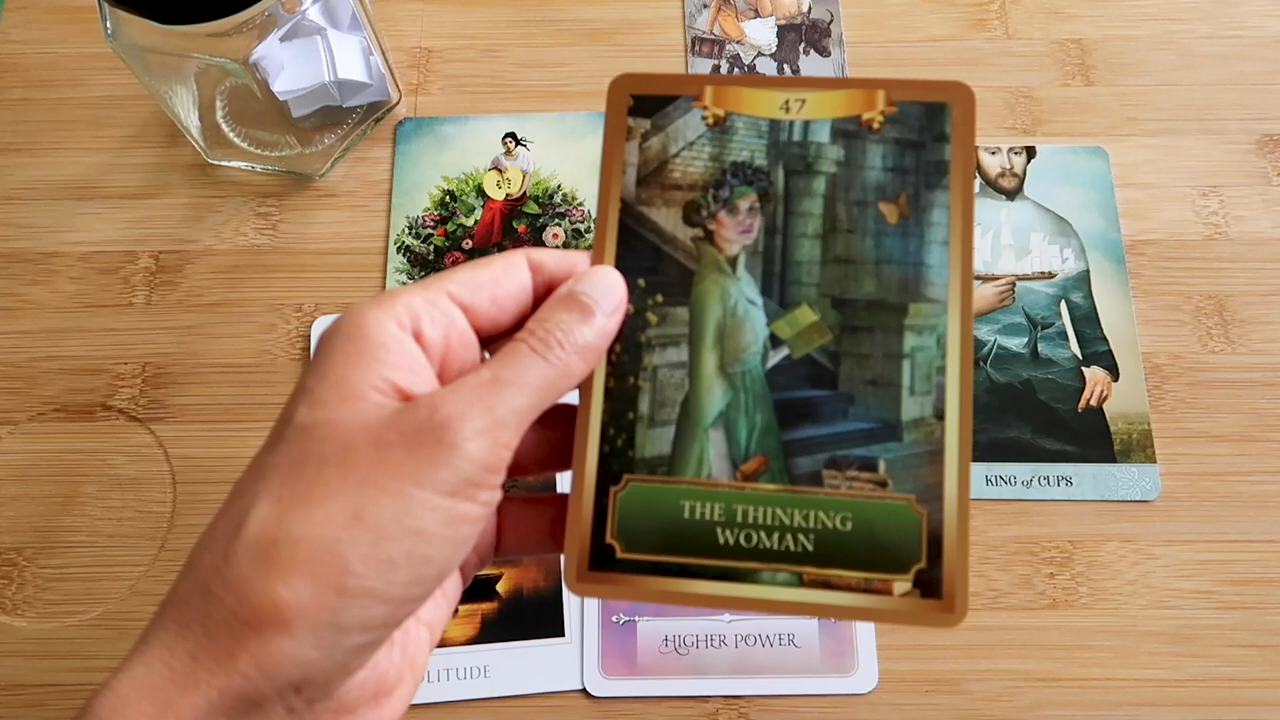 47
THE THINKING
WOMAN
KING of CUPS
HIGHER POWER
LITUDE